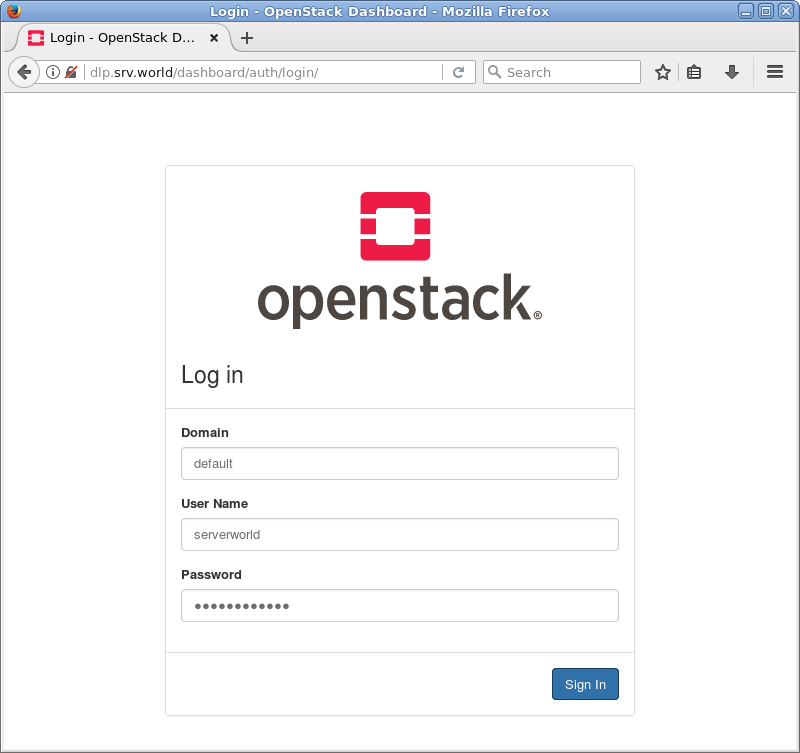 Login - OpenStack Dashboard - Mozilla Firefox
Login - OpenStack D...
dlp.srv.world/dashboard/auth/login/
Search
openstack®
Log in
Domain
default
User Name
serverworld
Password
●●●●●●●●●●●●
Sign In